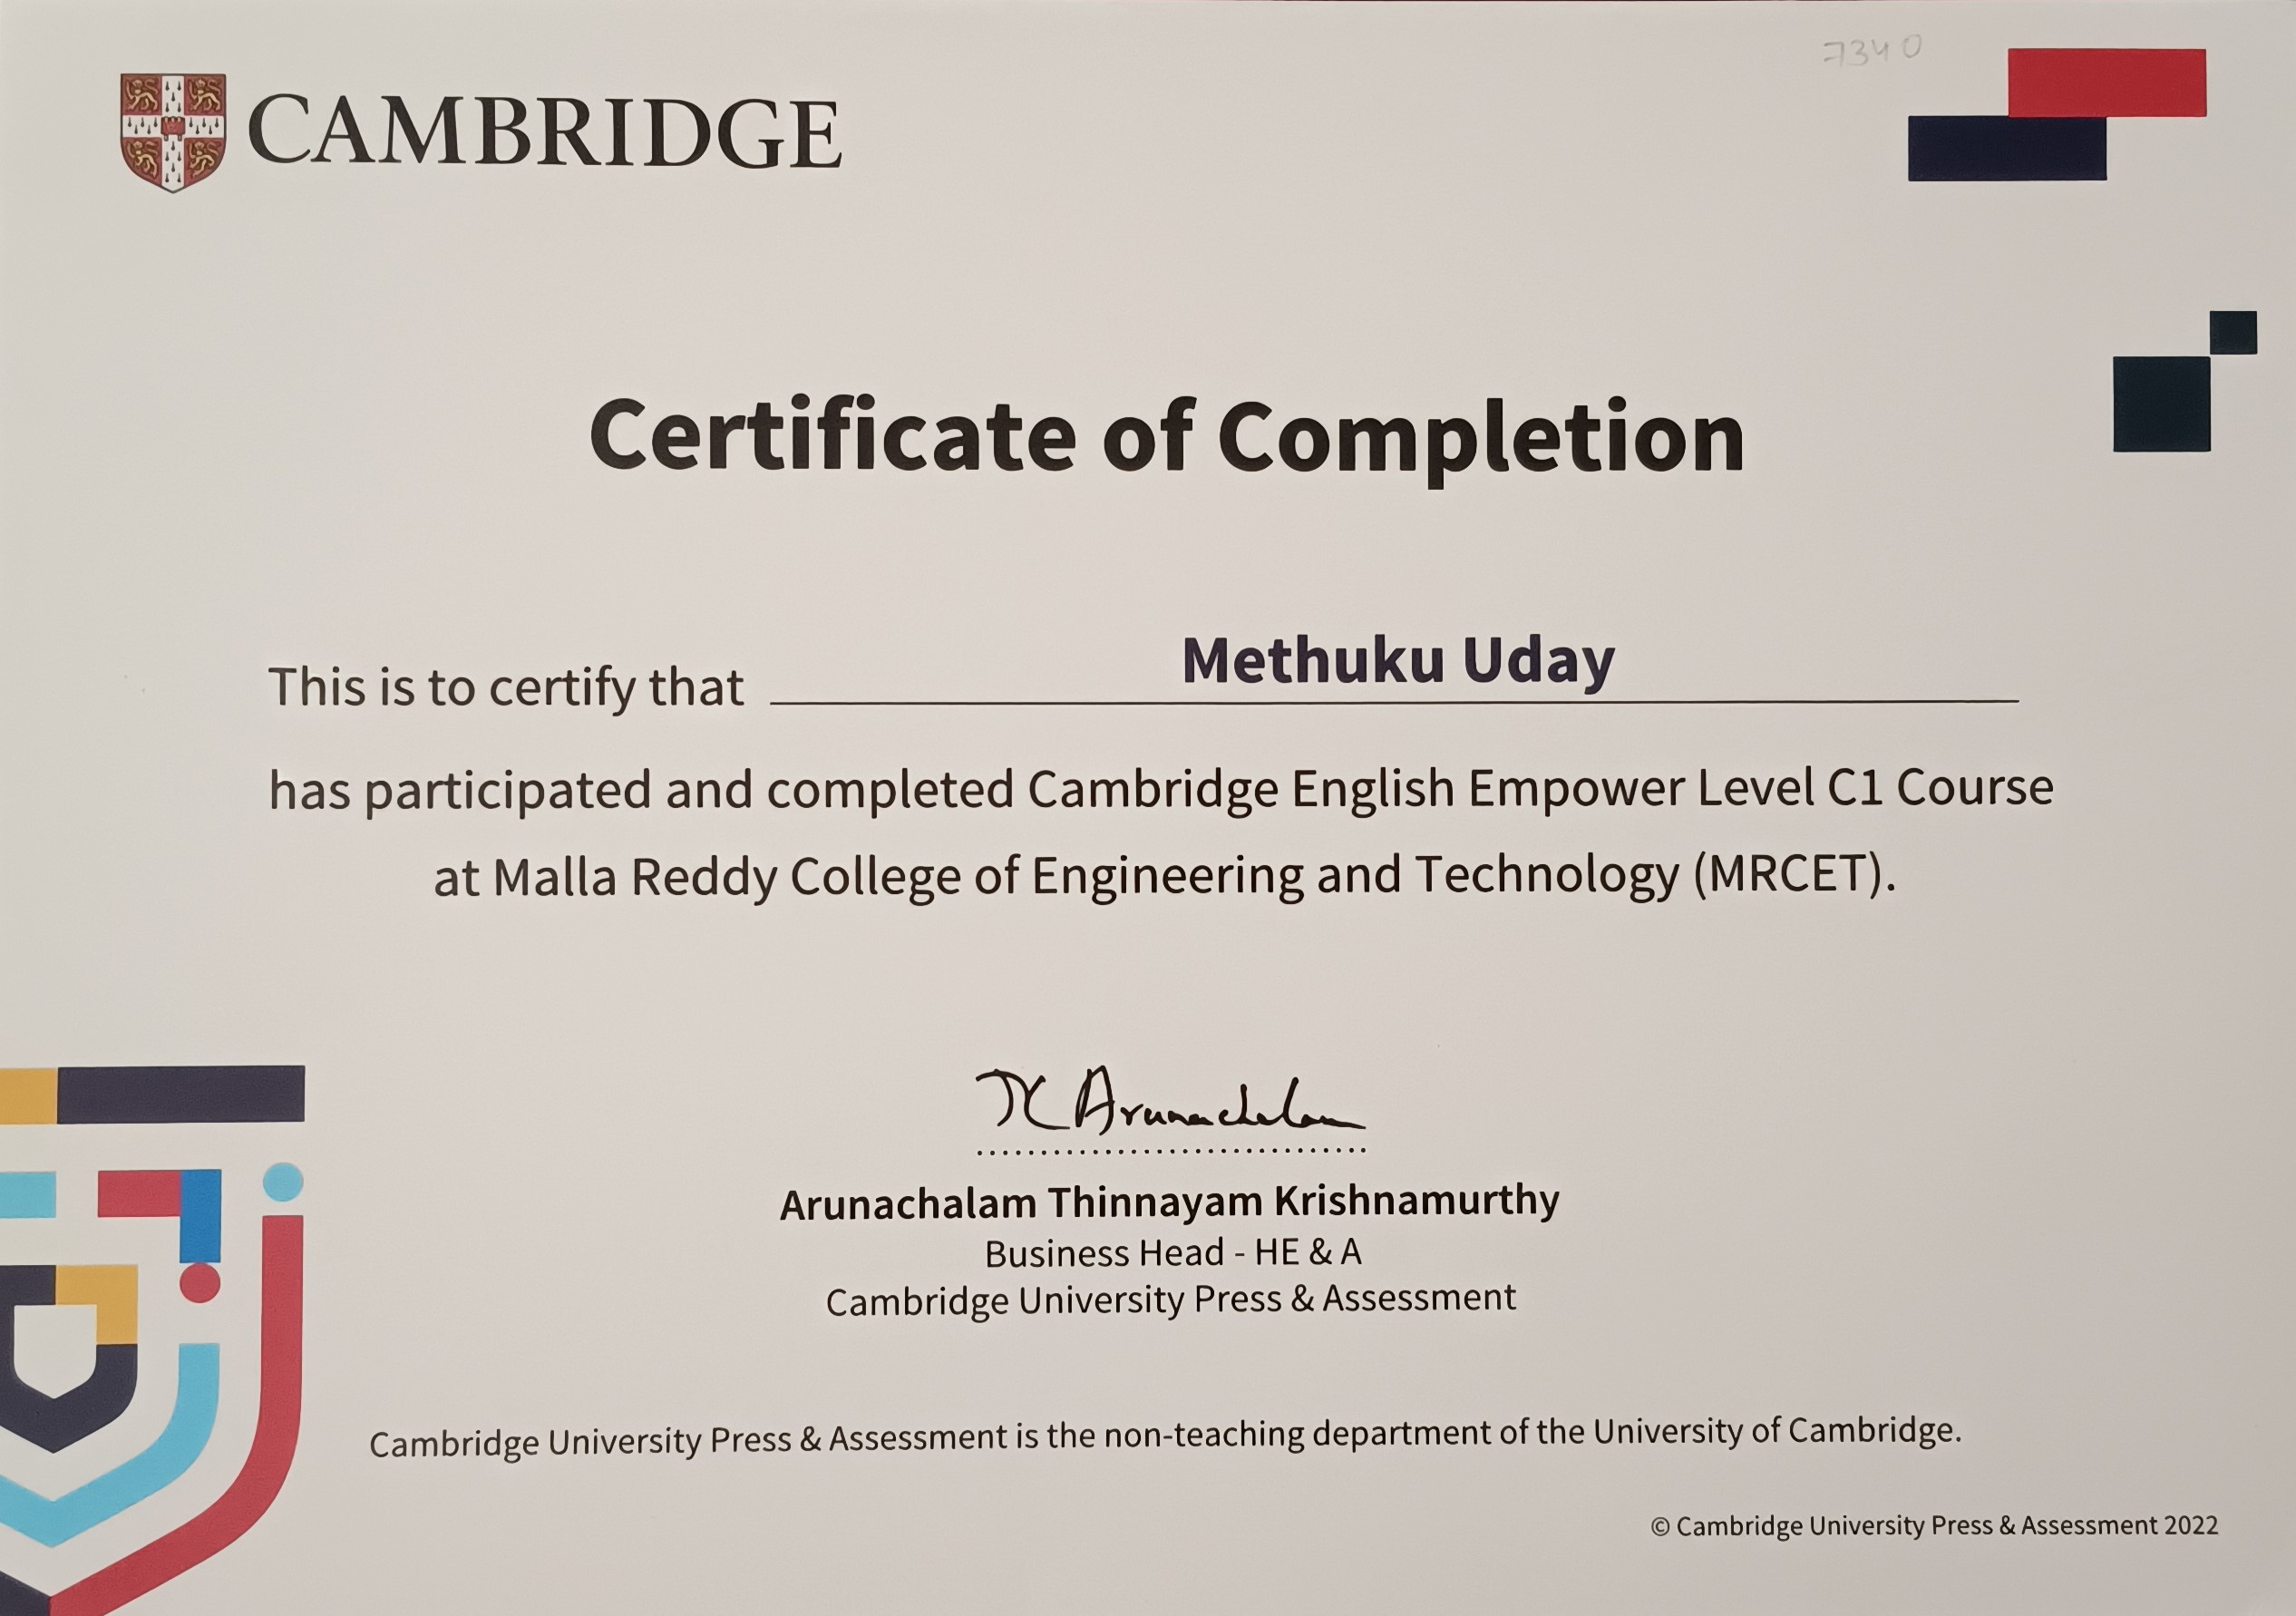 7340
CAMBRIDGE
Certificate of Completion
This is to certify that Methuku Uday
has participated and completed Cambridge English Empower Level C1 Course
at Malla Reddy College of Engineering and Technology (MRCET).
TK Arunachalam
Arunachalam Thinnayam Krishnamurthy
Business Head - HE & A
Cambridge University Press & Assessment
Cambridge University Press & Assessment is the non-teaching department of the University of Cambridge.
© Cambridge University Press & Assessment 2022